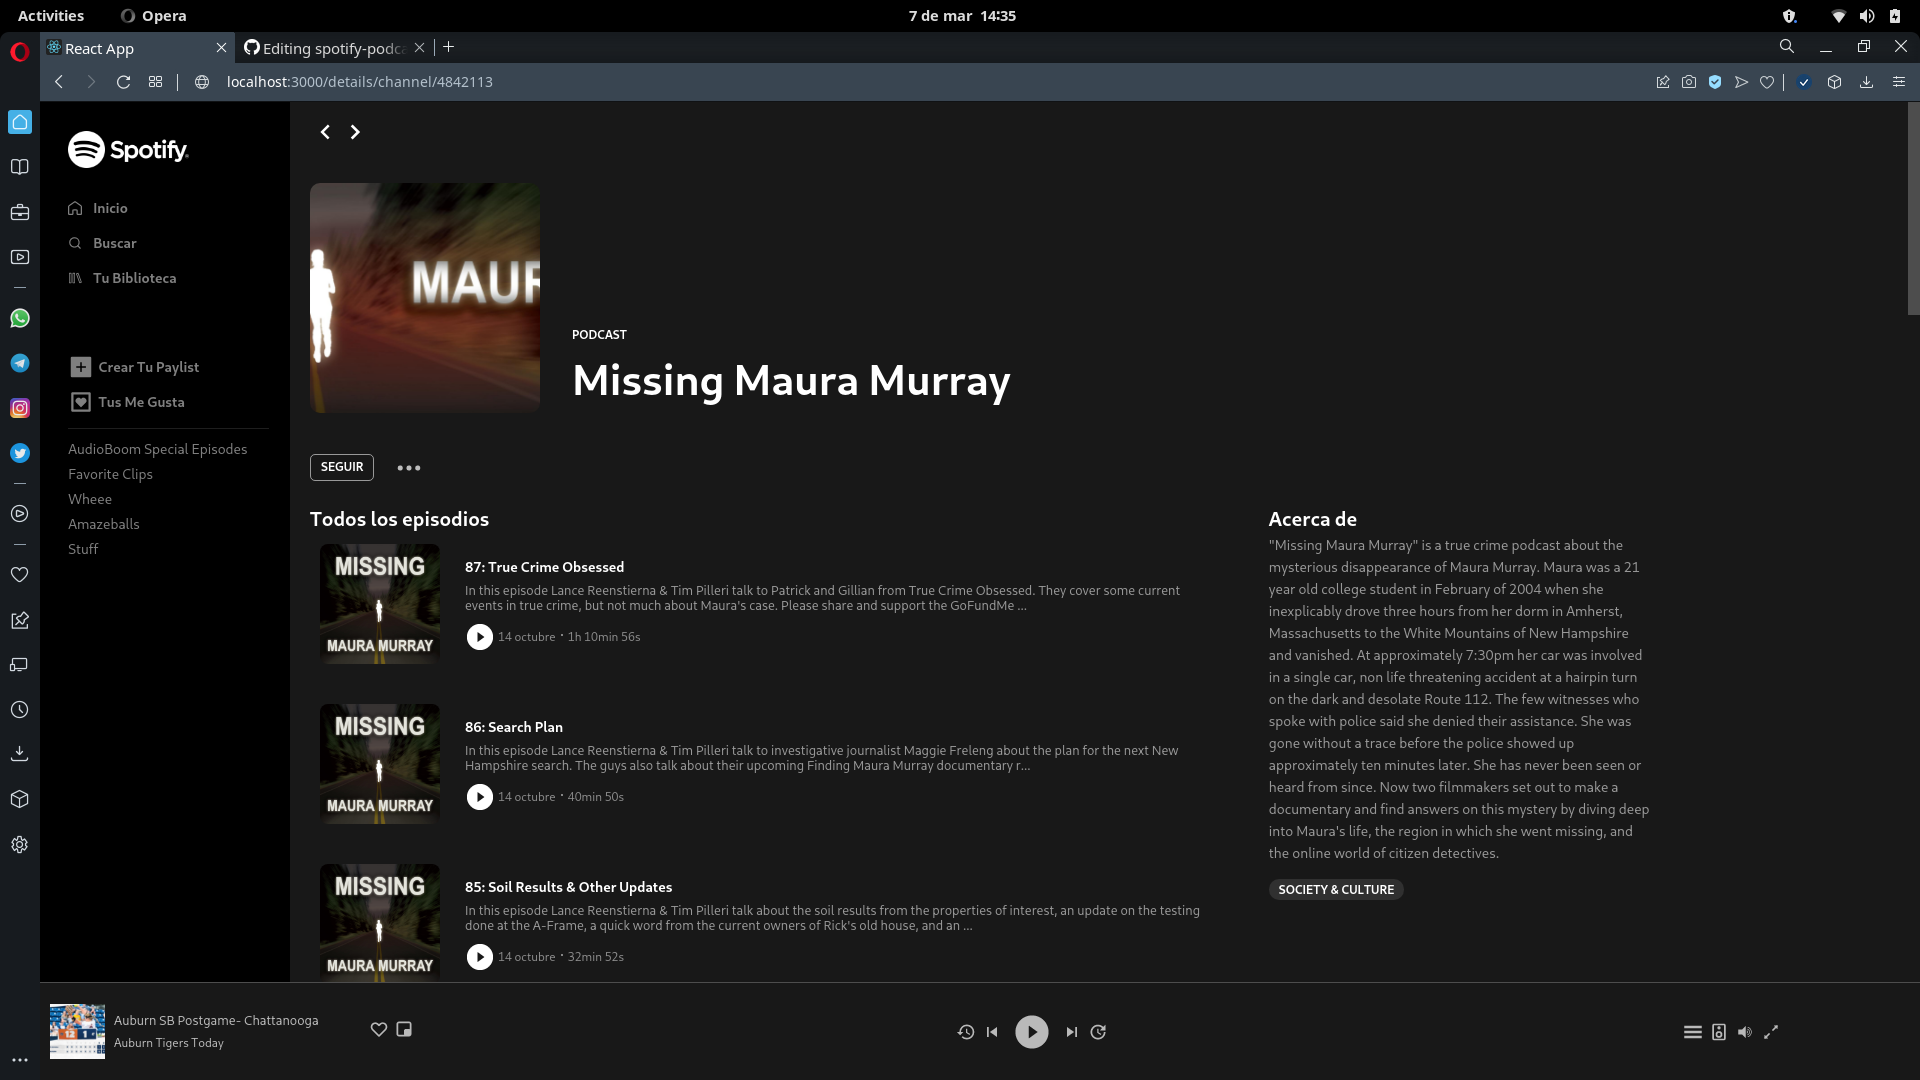 Activities
Opera
7 de mar 14:35
React App
Editing spotify-podca
localhost:3000/details/channel/4842113
Spotify
Inicio
Buscar
Tu Biblioteca
Crear Tu Paylist
Tus Me Gusta
AudioBoom Special Episodes
Favorite Clips
Wheee
Amazeballs
Stuff
MAUR
PODCAST
Missing Maura Murray
SEGUIR
Todos los episodios
MISSING
MAURA MURRAY
87: True Crime Obsessed
In this episode Lance Reenstierna & Tim Pilleri talk to Patrick and Gillian from True Crime Obsessed. They cover some current
events in true crime, but not much about Maura's case. Please share and support the GoFundMe ...
14 octubre · 1h 10min 56s
MISSING
MAURA MURRAY
86: Search Plan
In this episode Lance Reenstierna & Tim Pilleri talk to investigative journalist Maggie Freleng about the plan for the next New
Hampshire search. The guys also talk about their upcoming Finding Maura Murray documentary r...
14 octubre · 40min 50s
MISSING
MAURA MURRAY
85: Soil Results & Other Updates
In this episode Lance Reenstierna & Tim Pilleri talk about the soil results from the properties of interest, an update on the testing
done at the A-Frame, a quick word from the current owners of Rick's old house, and an ...
14 octubre · 32min 52s
Acerca de
"Missing Maura Murray" is a true crime podcast about the
mysterious disappearance of Maura Murray. Maura was a 21
year old college student in February of 2004 when she
inexplicably drove three hours from her dorm in Amherst,
Massachusetts to the White Mountains of New Hampshire
and vanished. At approximately 7:30pm her car was involved
in a single car, non life threatening accident at a hairpin turn
on the dark and desolate Route 112. The few witnesses who
spoke with police said she denied their assistance. She was
gone without a trace before the police showed up
approximately ten minutes later. She has never been seen or
heard from since. Now two filmmakers set out to make a
documentary and find answers on this mystery by diving deep
into Maura's life, the region in which she went missing, and
the online world of citizen detectives.
SOCIETY & CULTURE
Auburn SB Postgame- Chattanooga
Auburn Tigers Today